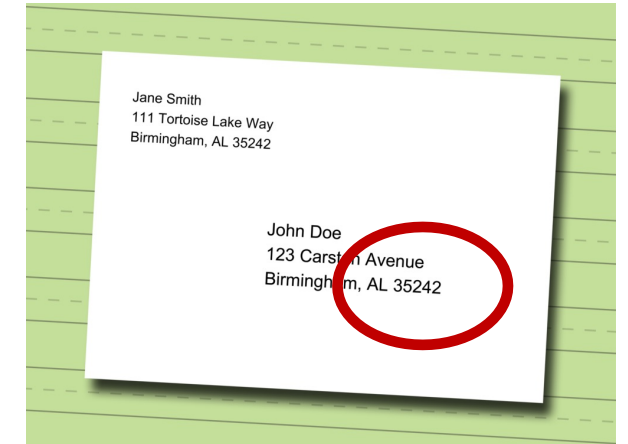 Jane Smith
111 Tortoise Lake Way
Birmingham, AL 35242
John Doe
123 Avenue
Birmingham, AL 35242